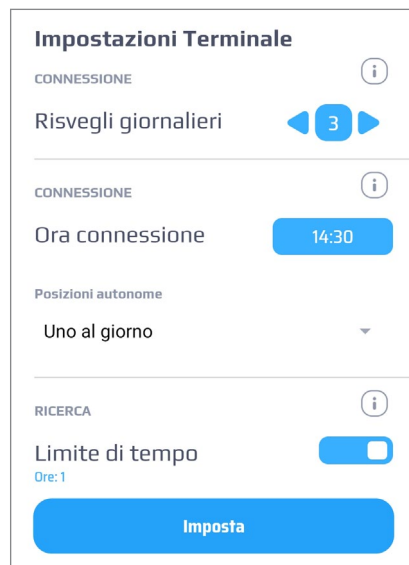 Impostazioni Terminale
CONNESSIONE
Risvegli giornalieri 3
CONNESSIONE
Ora connessione 14:30
Posizioni autonome
Uno al giorno
RICERCA
Limite di tempo
Ore: 1
Imposta